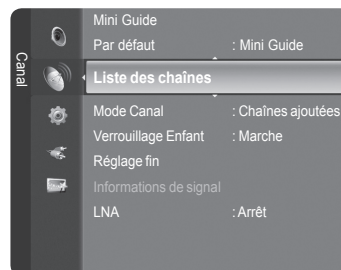 Canal
Mini Guide
Par défaut : Mini Guide
Liste des chaînes
Mode Canal : Chaînes ajoutées
Verrouillage Enfant : Marche
Réglage fin
Informations de signal
LNA : Arrêt